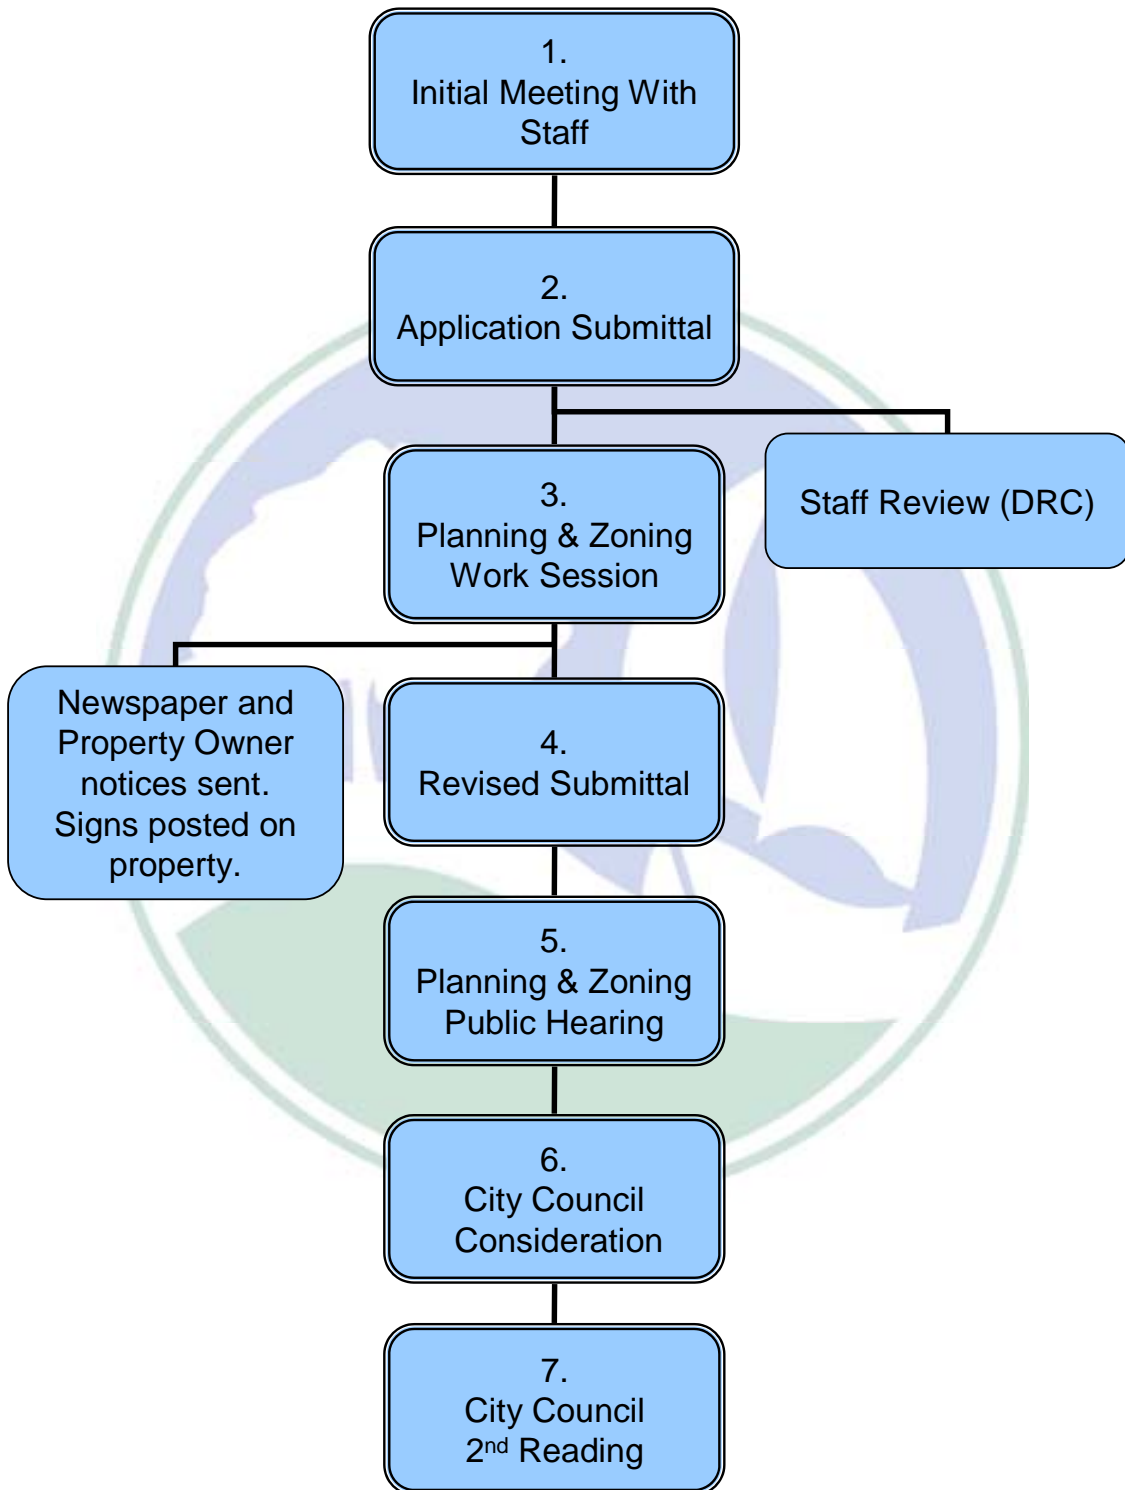 1.
Initial Meeting With
Staff
2.
Application Submittal
3.
Planning & Zoning
Work Session
Staff Review (DRC)
Newspaper and
Property Owner
notices sent.
Signs posted on
property.
4.
Revised Submittal
5.
Planning & Zoning
Public Hearing
6.
City Council
Consideration
7.
City Council
2nd Reading